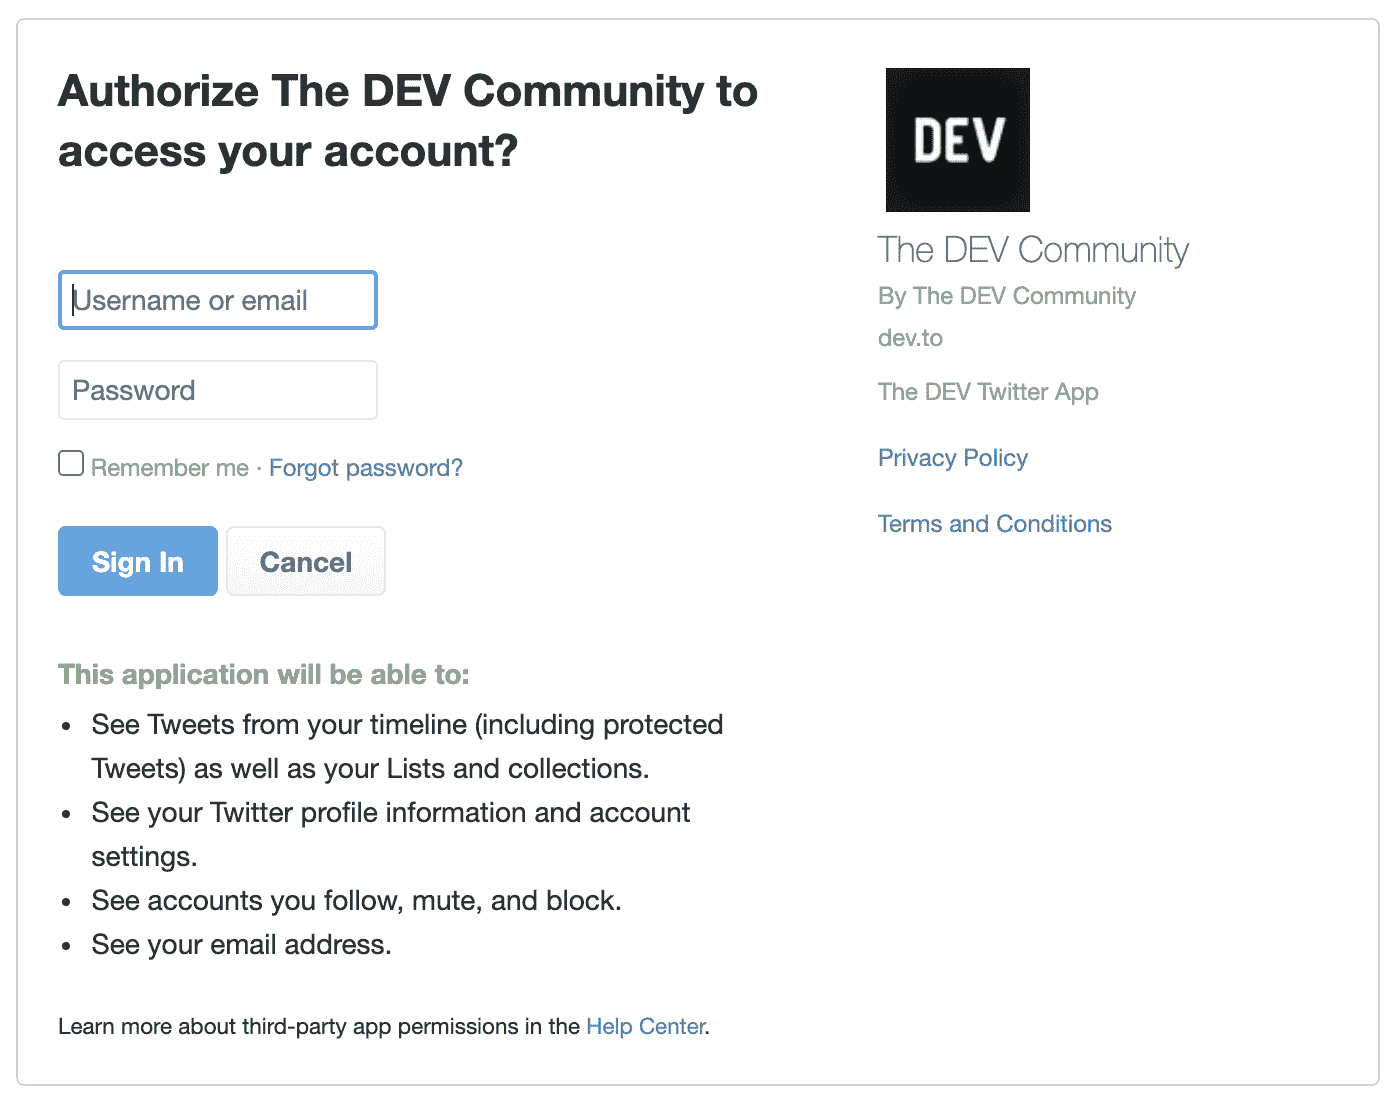 Authorize The DEV Community to
access your account?
Username or email
Password
Remember me · Forgot password?
Sign In
Cancel
This application will be able to:
• See Tweets from your timeline (including protected
Tweets) as well as your Lists and collections.
• See your Twitter profile information and account
settings.
• See accounts you follow, mute, and block.
• See your email address.
Learn more about third-party app permissions in the Help Center.
DEV
The DEV Community
By The DEV Community
dev.to
The DEV Twitter App
Privacy Policy
Terms and Conditions